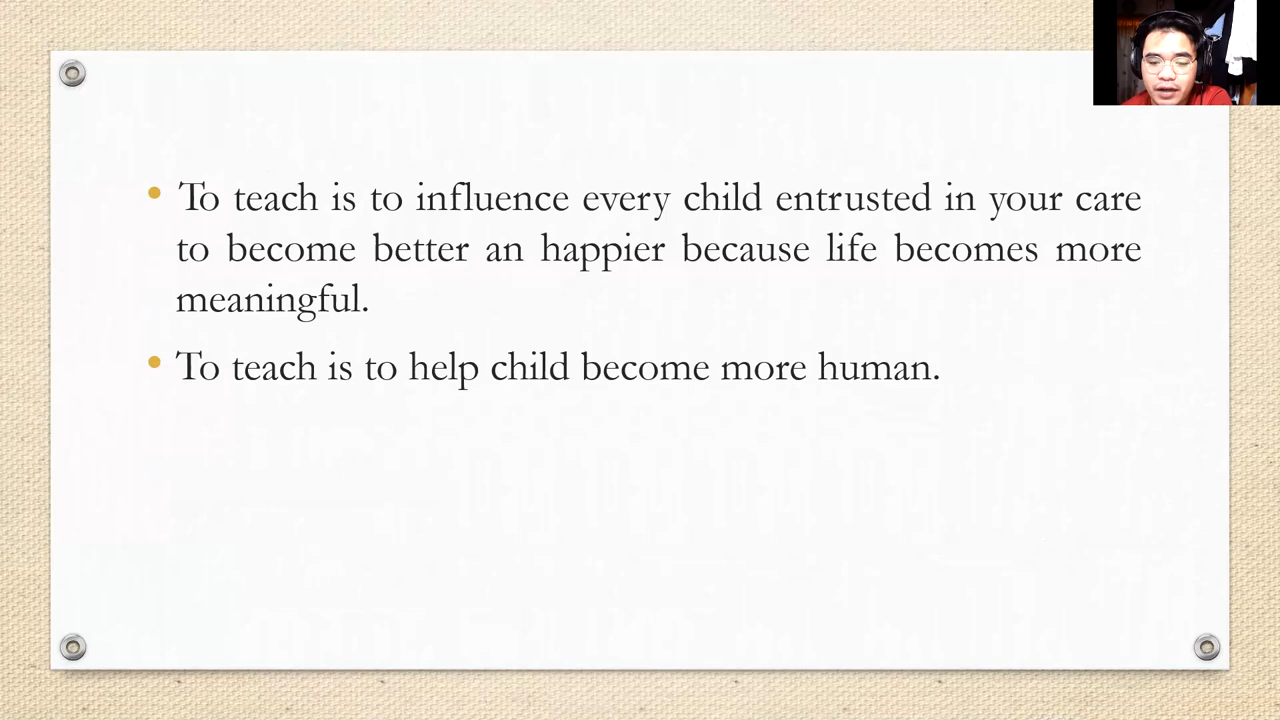 • To teach is to influence every child entrusted in your care
to become better an happier because life becomes more
meaningful.
• To teach is to help child become more human.